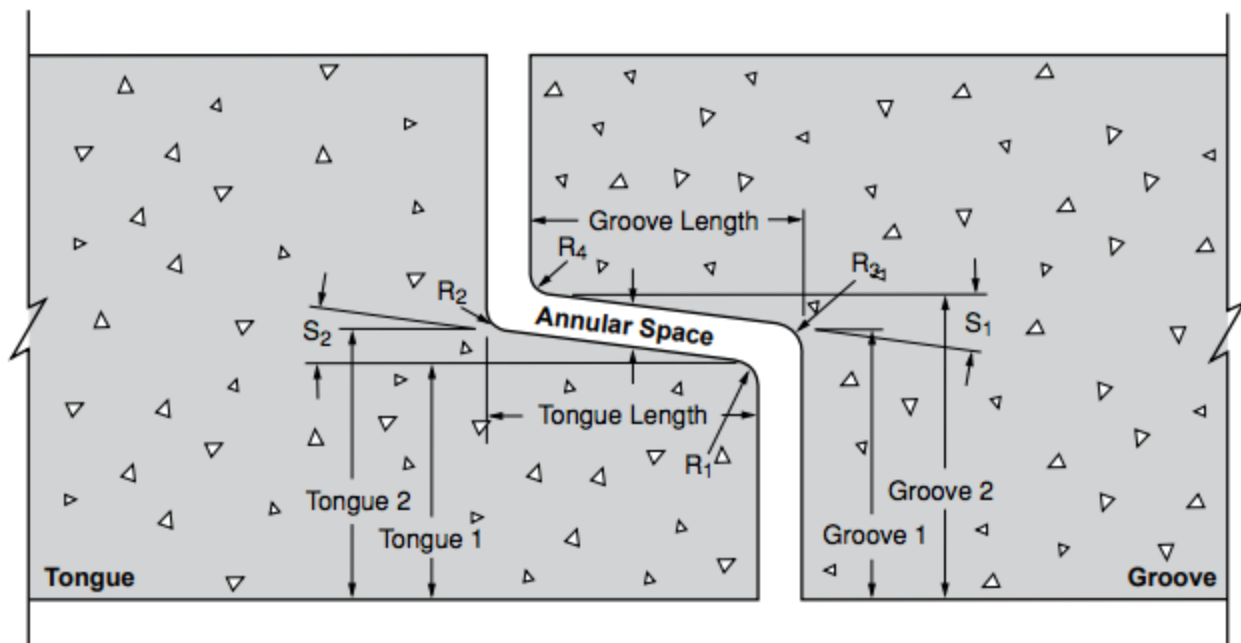 Groove Length
R4
R3
R2
Annular Space
S2
S1
Tongue Length
R1
Tongue 2
Groove 2
Tongue 1
Groove 1
Tongue
Groove